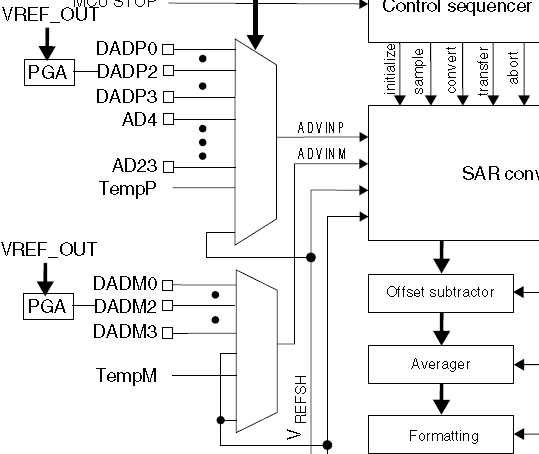 MCU STOP
VREF_OUT
Control sequencer
PGA
DADP0
DADP2
DADP3
AD4
AD23
TempP
initialize
sample
convert
transfer
abort
ADVINP
ADVINM
SAR conv
VREF_OUT
PGA
DADM0
DADM2
DADM3
TempM
V REFSH
Offset subtractor
Averager
Formatting